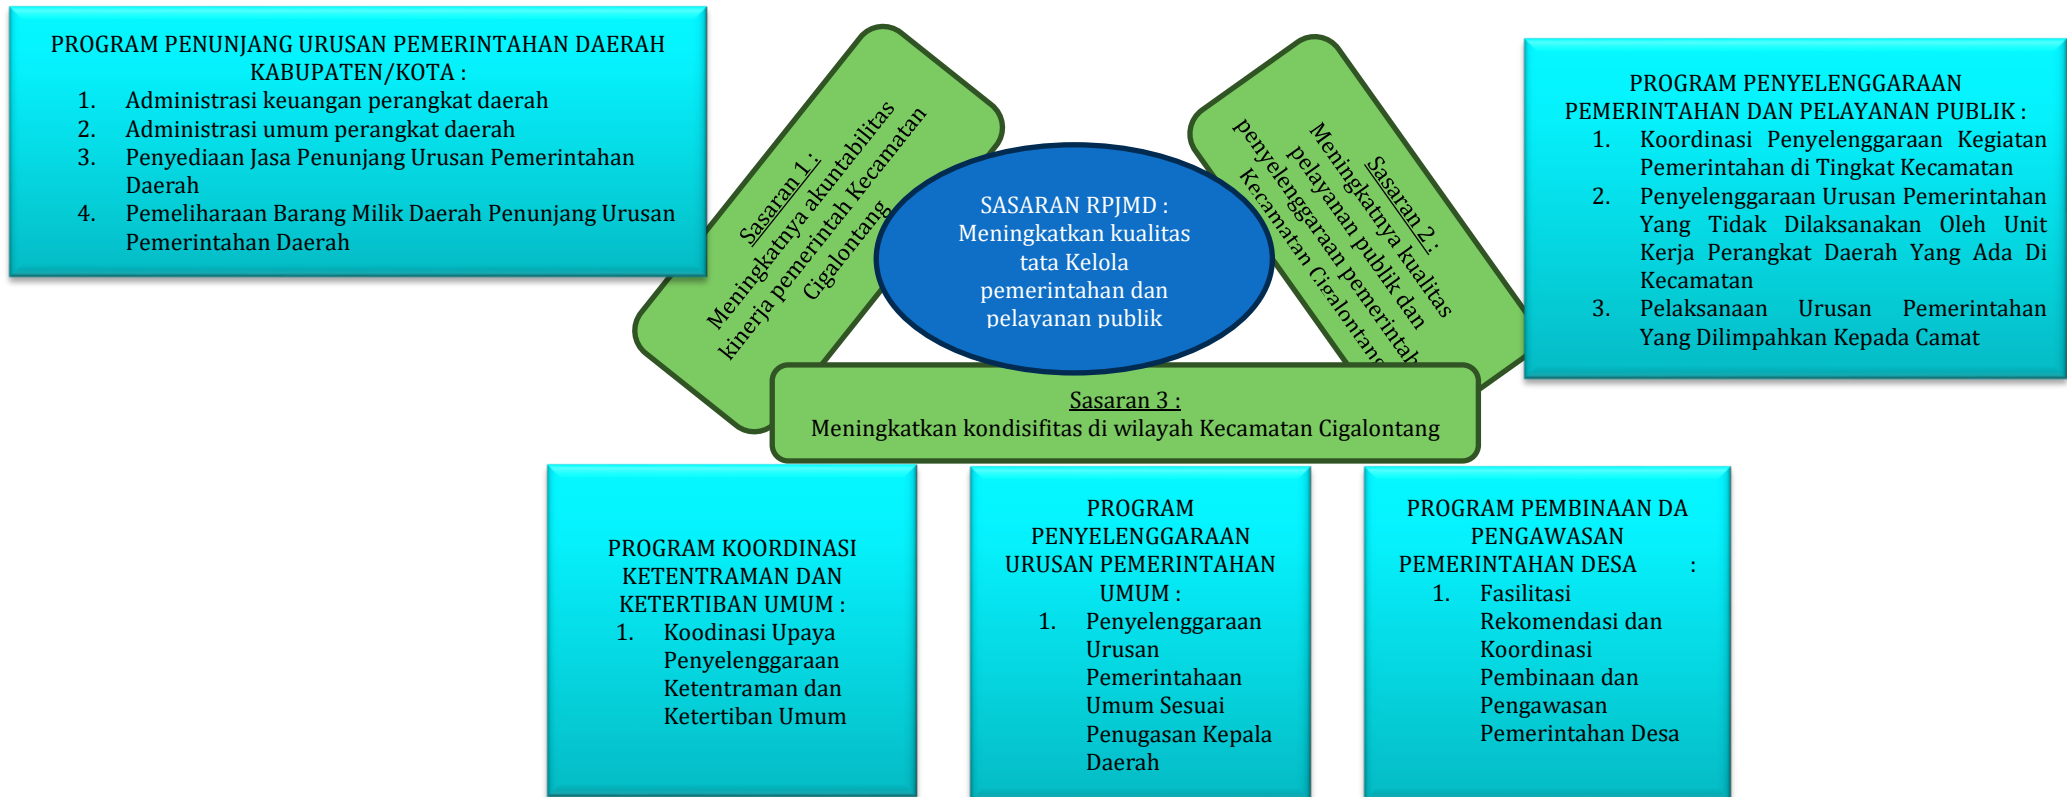 PROGRAM PENUNJANG URUSAN PEMERINTAHAN DAERAH
KABUPATEN/KOTA :
1. Administrasi keuangan perangkat daerah
2. Administrasi umum perangkat daerah
3. Penyediaan Jasa Penunjang Urusan Pemerintahan
Daerah
4. Pemeliharaan Barang Milik Daerah Penunjang Urusan
Pemerintahan Daerah
Sasaran 1 :
Meningkatnya akuntabilitas
kinerja pemerintah Kecamatan
Cigalontang
SASARAN RPJMD :
Meningkatkan kualitas
tata Kelola
pemerintahan dan
pelayanan publik
Sasaran 2 :
Meningkatnya kualitas
pelayanan publik dan
penyelenggaraan pemerintah
Kecamatan Cigalontang
PROGRAM PENYELENGGARAAN
PEMERINTAHAN DAN PELAYANAN PUBLIK :
1. Koordinasi Penyelenggaraan Kegiatan
Pemerintahan di Tingkat Kecamatan
2. Penyelenggaraan Urusan Pemerintahan
Yang Tidak Dilaksanakan Oleh Unit
Kerja Perangkat Daerah Yang Ada Di
Kecamatan
3. Pelaksanaan Urusan Pemerintahan
Yang Dilimpahkan Kepada Camat
Sasaran 3 :
Meningkatkan kondisifitas di wilayah Kecamatan Cigalontang
PROGRAM KOORDINASI
KETENTRAMAN DAN
KETERTIBAN UMUM :
1. Koodinasi Upaya
Penyelenggaraan
Ketentraman dan
Ketertiban Umum
PROGRAM
PENYELENGGARAAN
URUSAN PEMERINTAHAN
UMUM :
1. Penyelenggaraan
Urusan
Pemerintahaan
Umum Sesuai
Penugasan Kepala
Daerah
PROGRAM PEMBINAAN DA
PENGAWASAN
PEMERINTAHAN DESA :
1. Fasilitasi
Rekomendasi dan
Koordinasi
Pembinaan dan
Pengawasan
Pemerintahan Desa